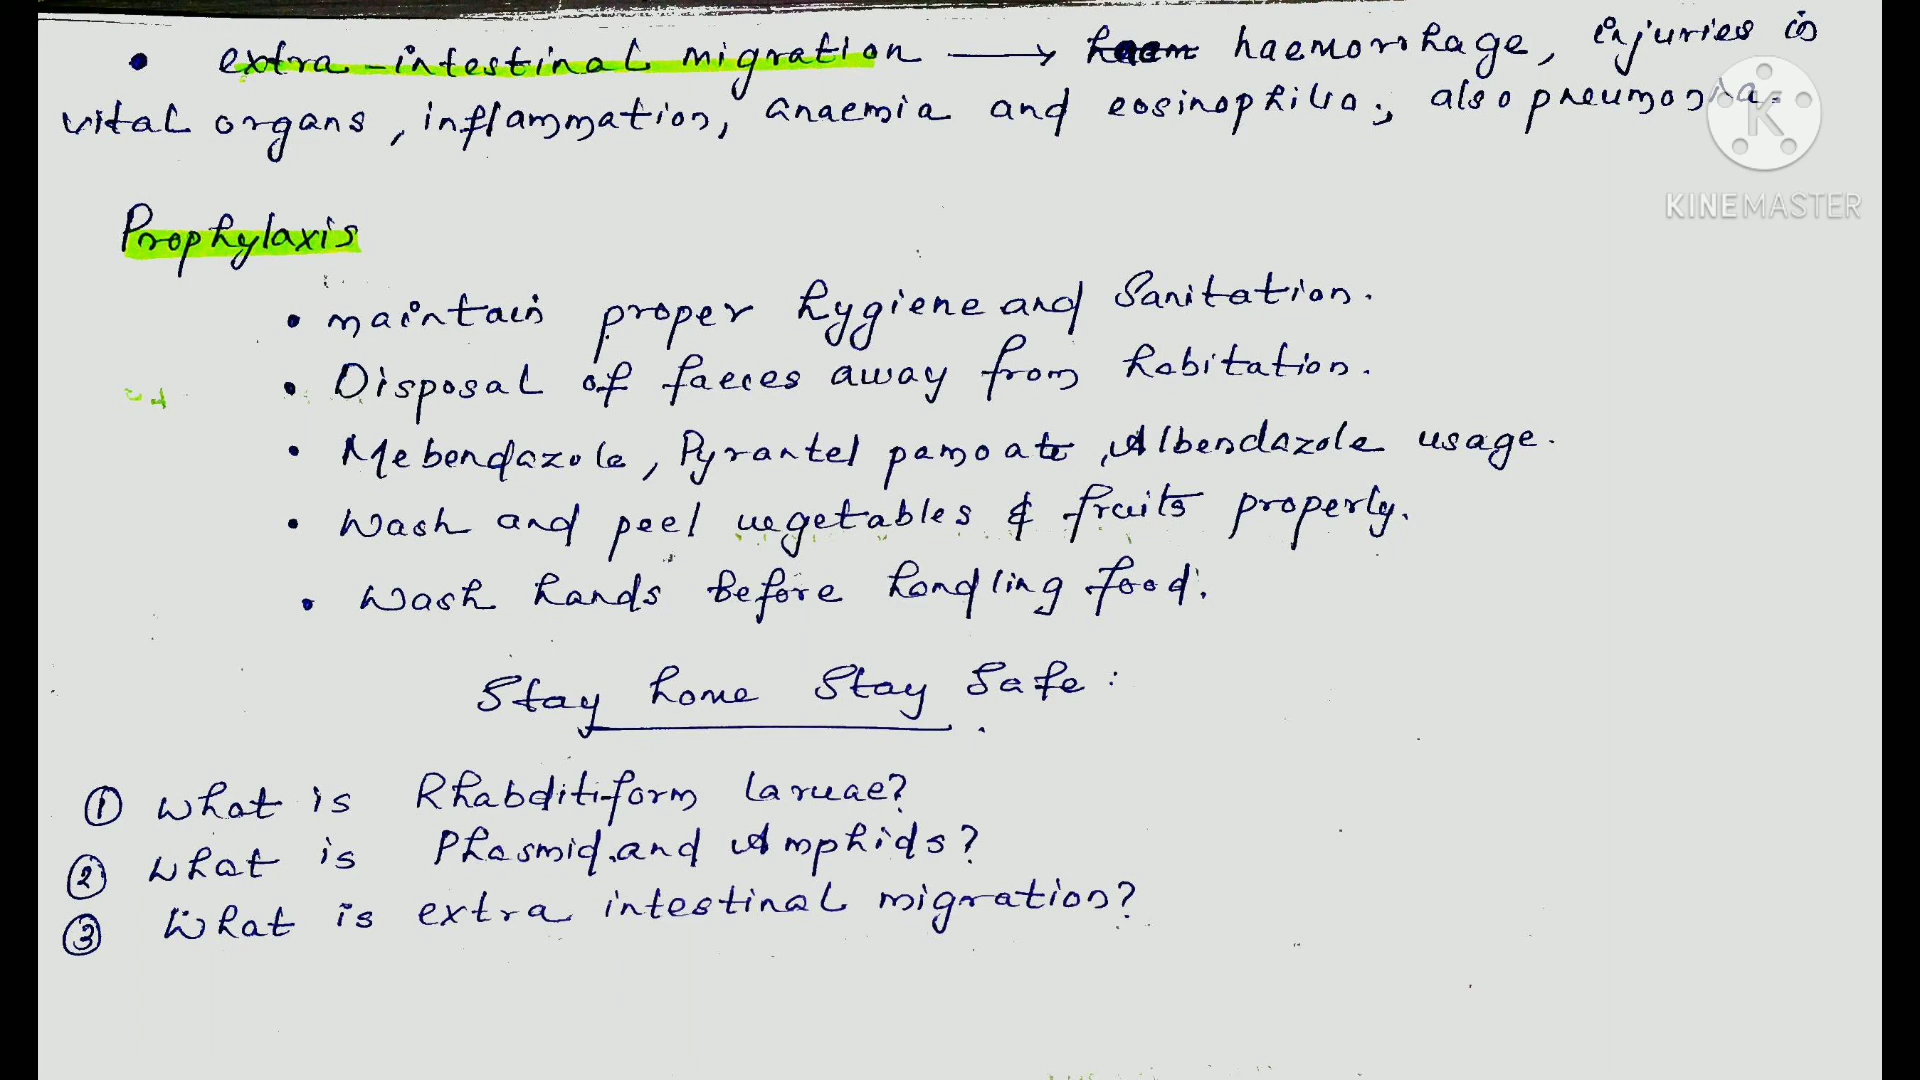 • extra-intestinal migration → haem haemorrhage, injuries in
vital organs, inflammation, anaemia and eosinophilia; also pneumonia.
KINEMASTER
Prophylaxis
• maintain proper hygiene and Sanitation.
• Disposal of faeces away from habitation.
• Mebendazole, Pyrantel pamoate, Albendazole usage.
• Wash and peel vegetables & fruits properly.
• Wash hands before handling food.
Stay home Stay Safe.
① What is Rhabditiform larvae?
② What is Phasmid and Amphids?
③ What is extra intestinal migration?